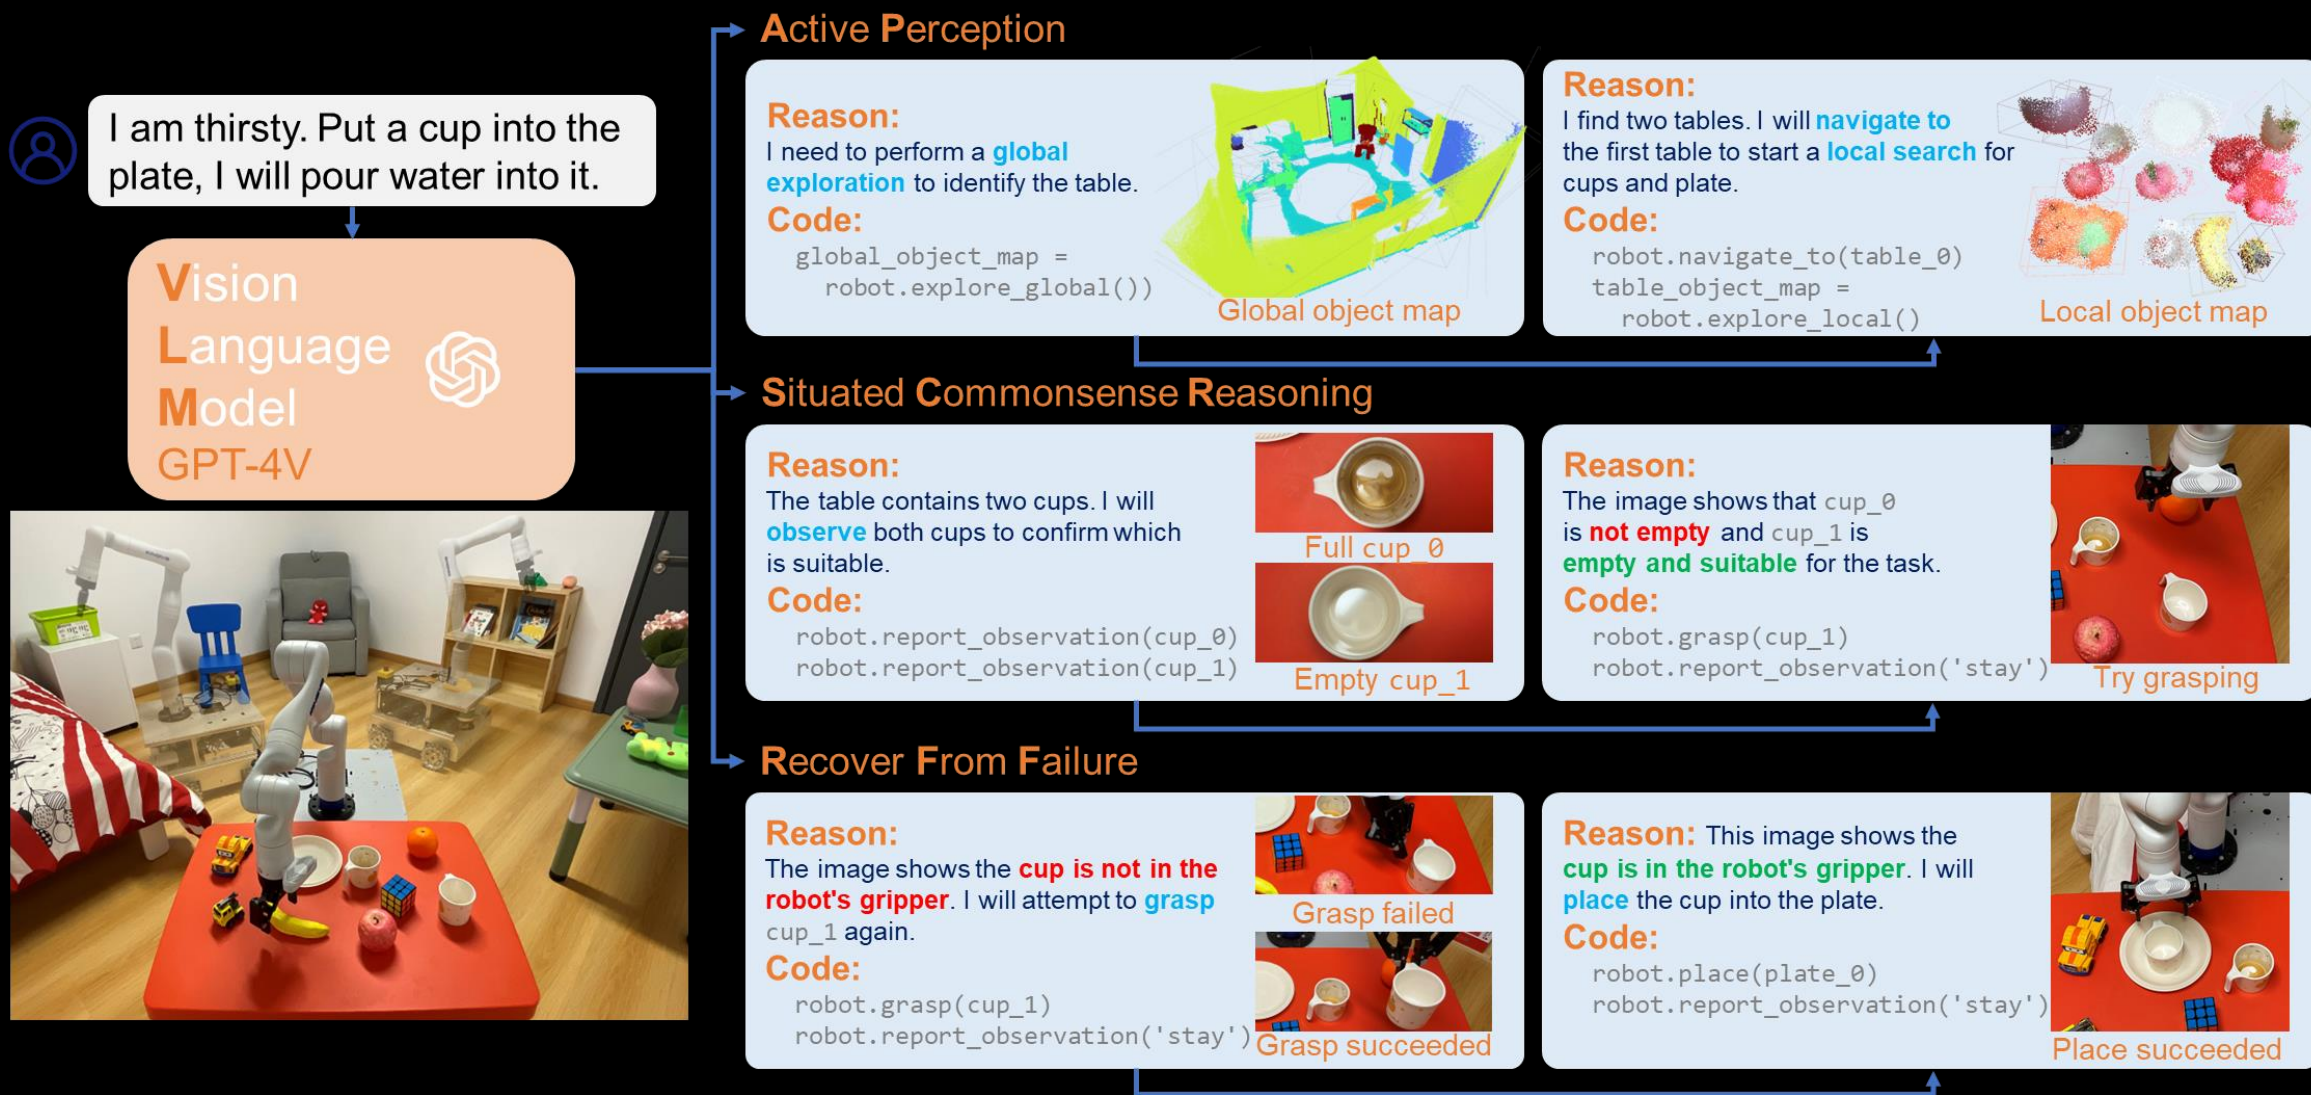 I am thirsty. Put a cup into the
plate, I will pour water into it.
Vision
Language
Model
GPT-4V
Active Perception
Reason:
I need to perform a global
exploration to identify the table.
Code:
global_object_map =
robot.explore_global())
Global object map
Reason:
I find two tables. I will navigate to
the first table to start a local search for
cups and plate.
Code:
robot.navigate_to(table_0)
table_object_map =
robot.explore_local()
Local object map
Situated Commonsense Reasoning
Reason:
The table contains two cups. I will
observe both cups to confirm which
is suitable.
Code:
robot.report_observation(cup_0)
robot.report_observation(cup_1)
Full cup_0
Empty cup_1
Reason:
The image shows that cup_0
is not empty and cup_1 is
empty and suitable for the task.
Code:
robot.grasp(cup_1)
robot.report_observation('stay')
Try grasping
Recover From Failure
Reason:
The image shows the cup is not in the
robot's gripper. I will attempt to grasp
cup_1 again.
Code:
robot.grasp(cup_1)
robot.report_observation('stay')
Grasp failed
Grasp succeeded
Reason: This image shows the
cup is in the robot's gripper. I will
place the cup into the plate.
Code:
robot.place(plate_0)
robot.report_observation('stay')
Place succeeded